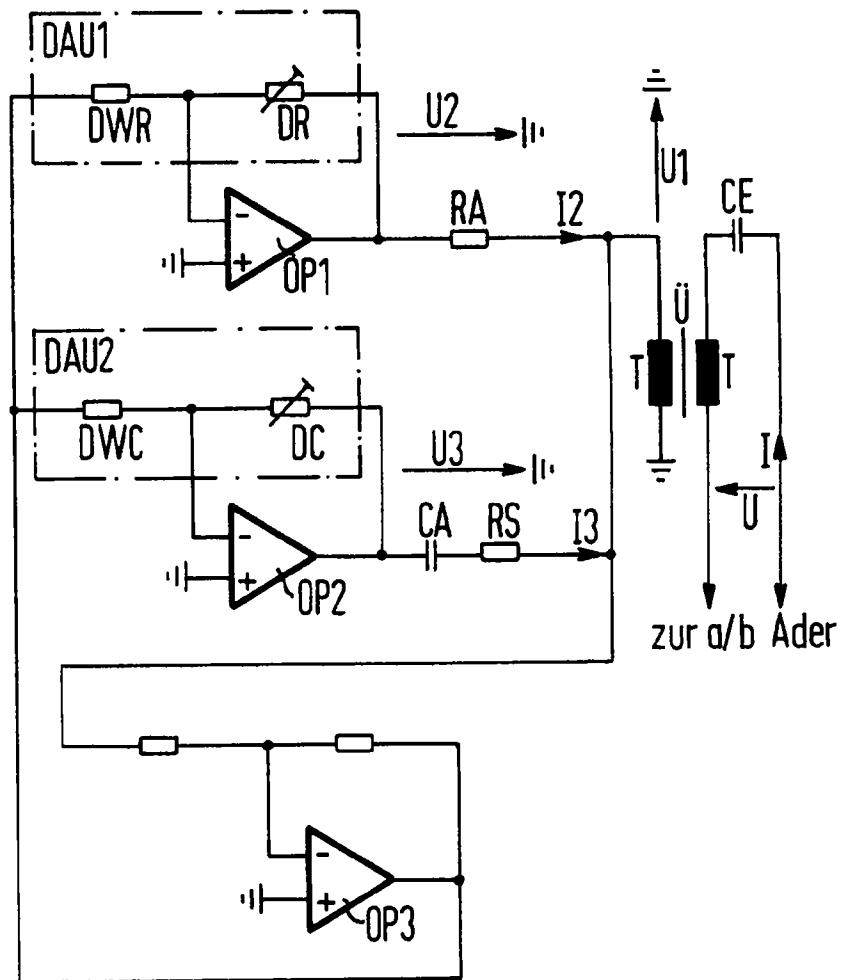 DAU1
DWR
DR
U2
-
+
OP1
RA
I2
U1
CE
T
Ü
T
I
U
zur a/b Ader
DAU2
DWC
DC
U3
-
+
OP2
CA
RS
I3
-
+
OP3